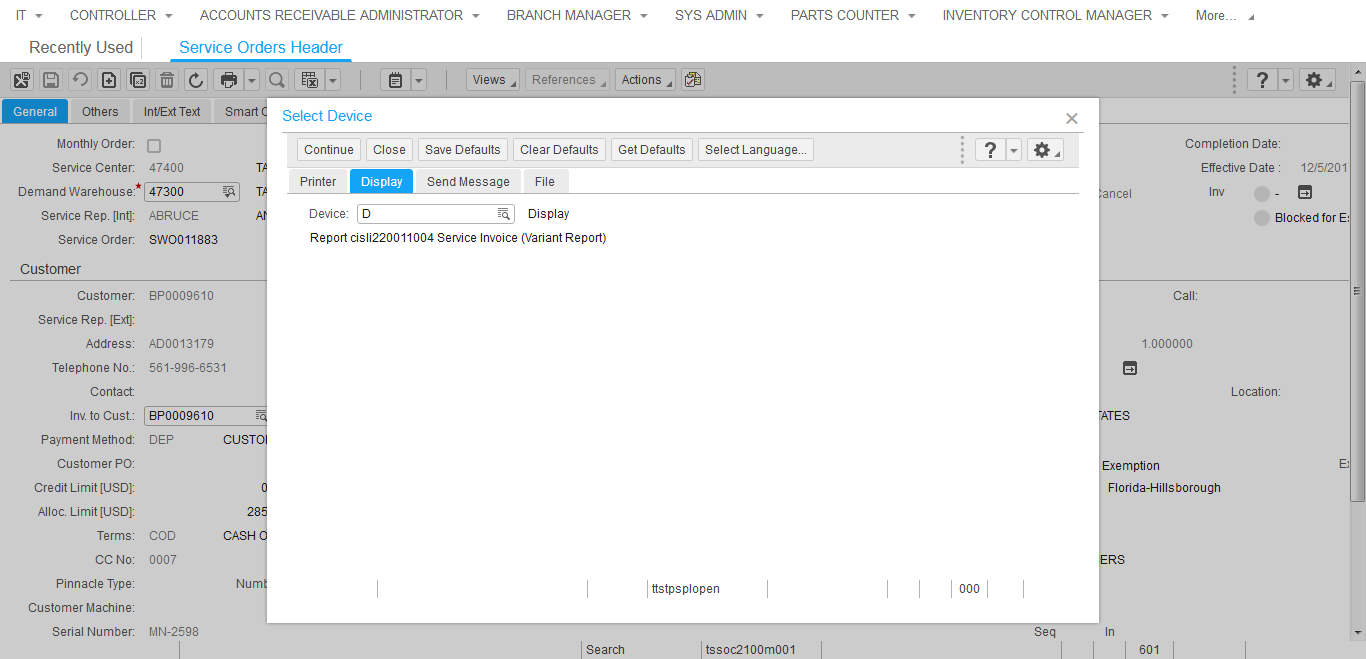 IT CONTROLLER ACCOUNTS RECEIVABLE ADMINISTRATOR BRANCH MANAGER SYS ADMIN PARTS COUNTER INVENTORY CONTROL MANAGER More...
Recently Used Service Orders Header
Views References Actions ?
General Others Int/Ext Text Smart C
Select Device
Continue Close Save Defaults Clear Defaults Get Defaults Select Language... ?
Printer Display Send Message File
Device: D Display
Report cisli220011004 Service Invoice (Variant Report)
ttstpsplopen 000
Monthly Order: Completion Date:
Service Center: 47400 TA Effective Date : 12/5/201
Demand Warehouse:* 47300 TA Cancel Inv -
Service Rep. [Int]: ABRUCE AN Blocked for Es
Service Order: SWO011883
Customer
Customer: BP0009610 Call:
Service Rep. [Ext]:
Address: AD0013179 1.000000
Telephone No.: 561-996-6531
Contact: Location:
Inv. to Cust.: BP0009610 TATES
Payment Method: DEP CUSTO
Customer PO: Exemption Ex
Credit Limit [USD]: 0 Florida-Hillsborough
Alloc. Limit [USD]: 285
Terms: COD CASH O
CC No: 0007 ERS
Pinnacle Type: Numb
Customer Machine:
Serial Number: MN-2598 Seq In
Search tssoc2100m001 601